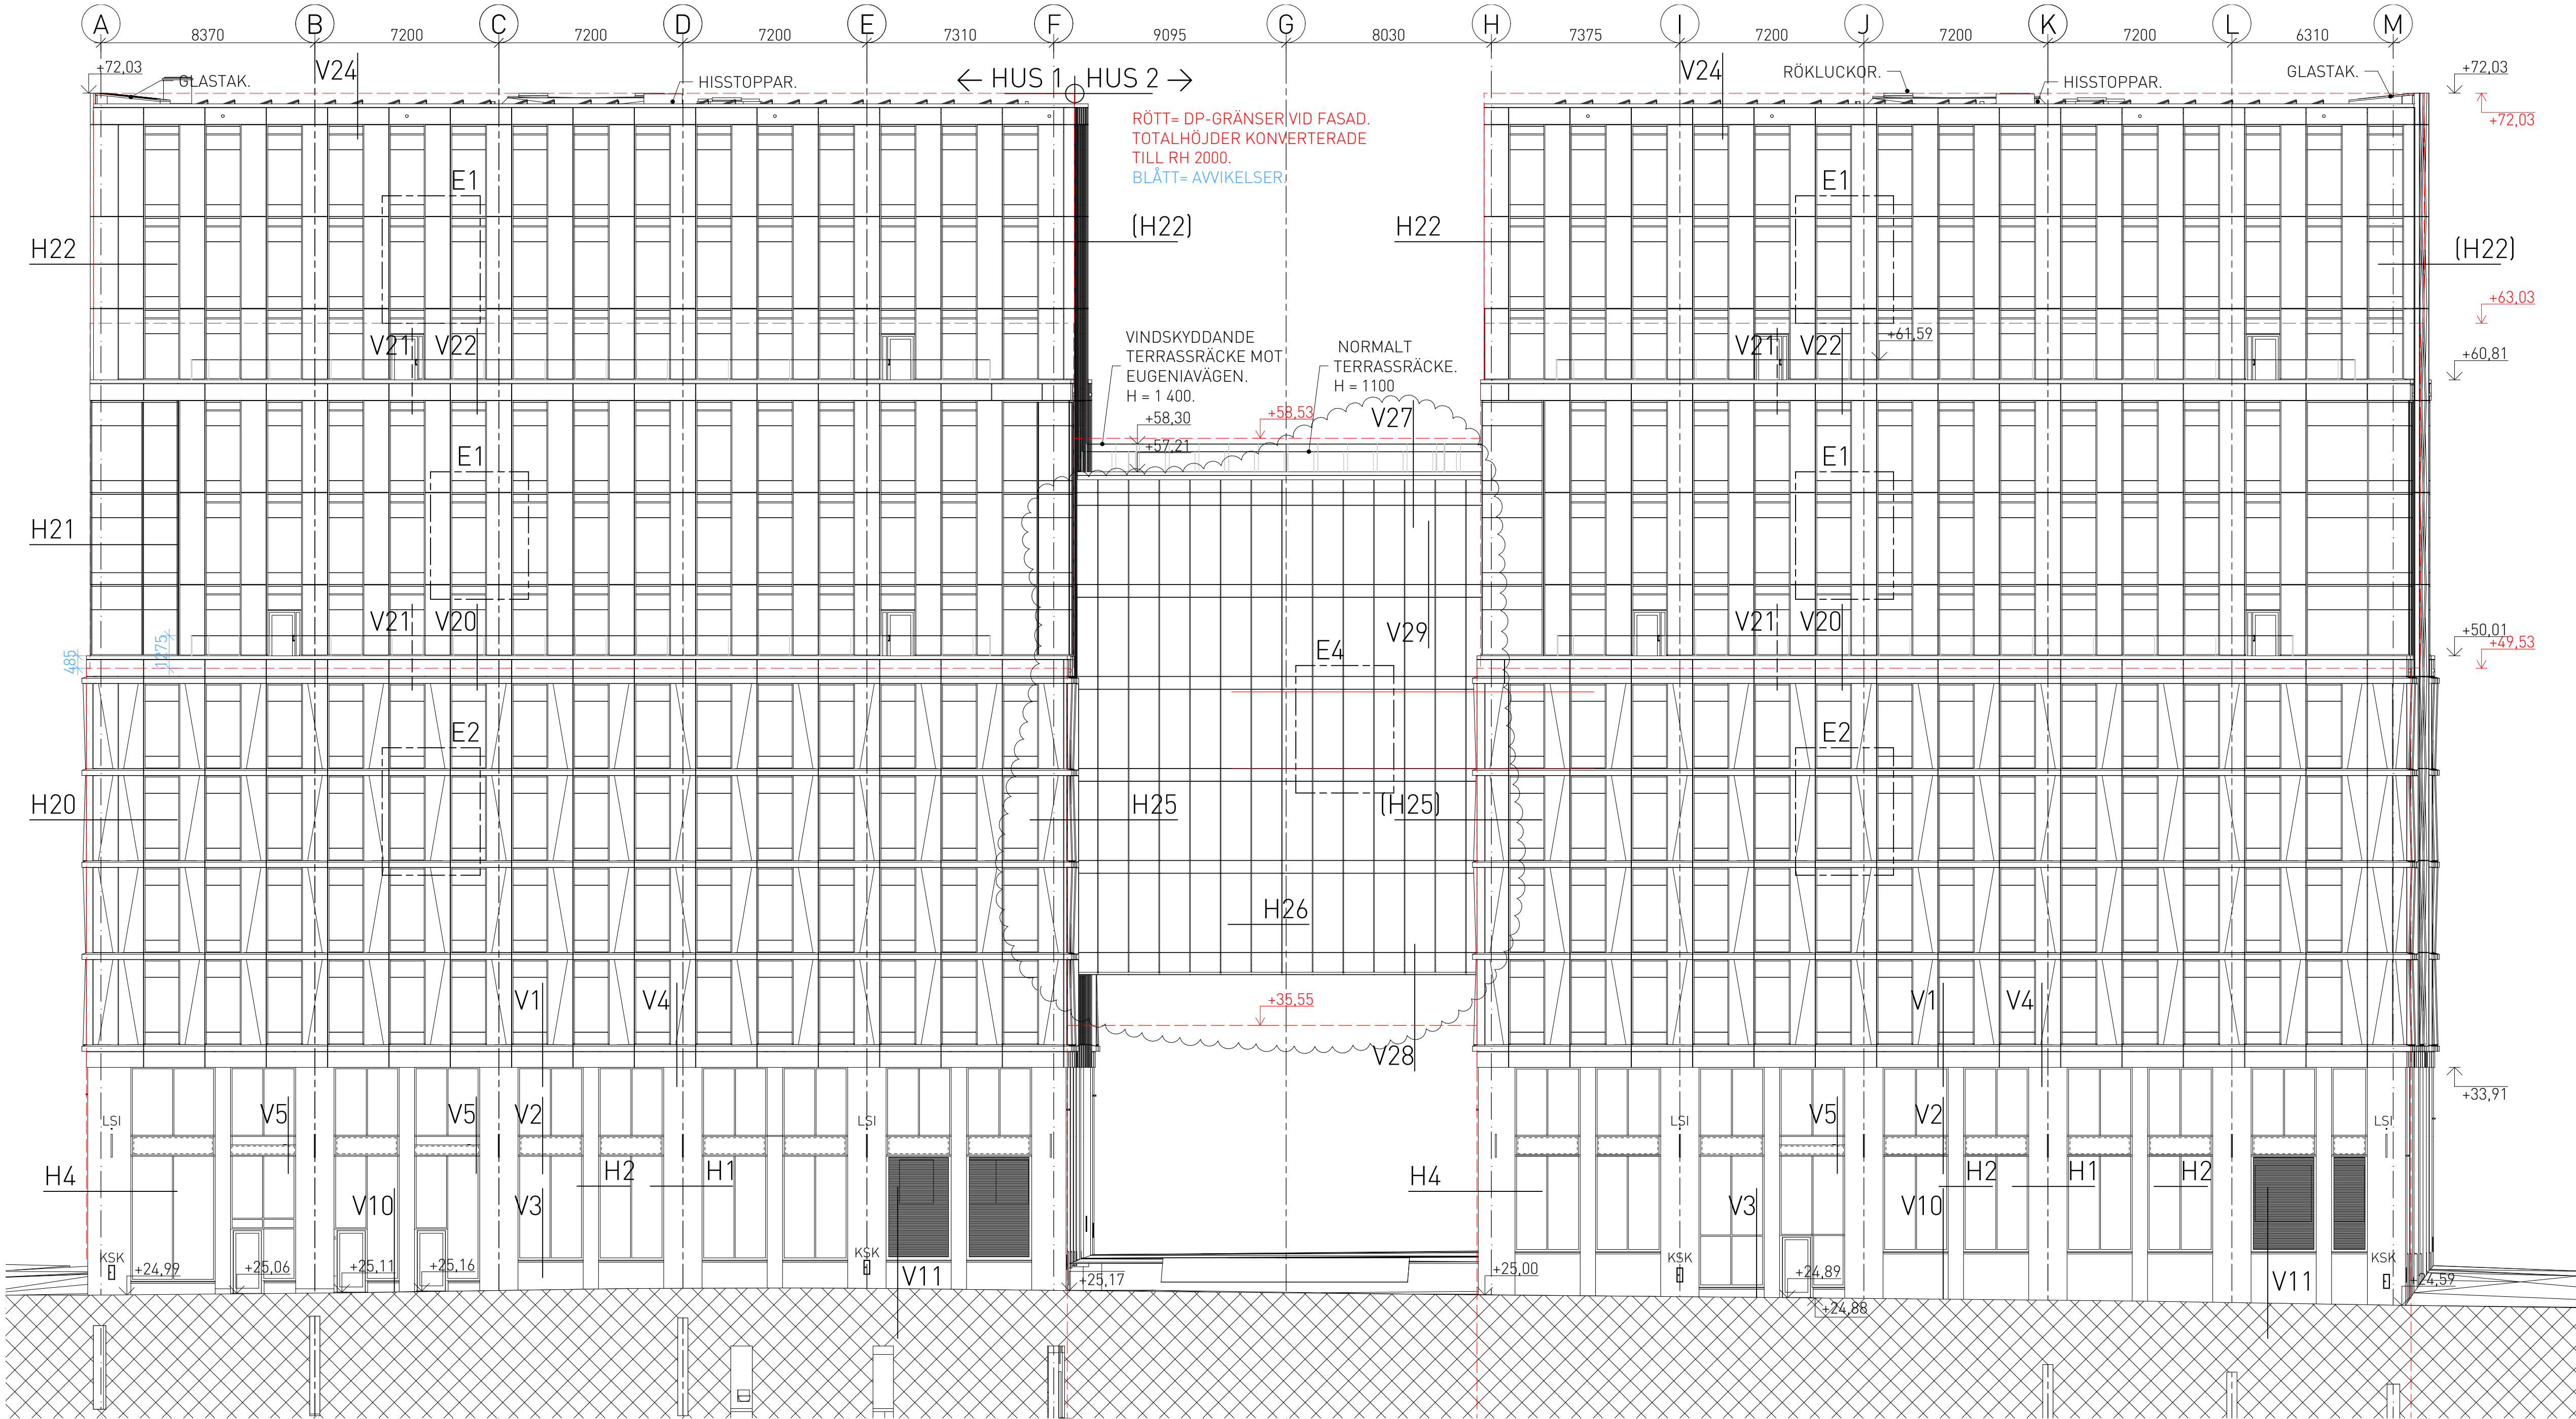 A B C D E F G H I J K L M
8370 7200 7200 7200 7310 9095 8030 7375 7200 7200 7200 6310
+72,03
GLASTAK.
V24
HISSTOPPAR.
← HUS 1
HUS 2 →
V24
RÖKLUCKOR.
HISSTOPPAR.
GLASTAK.
+72,03
+72,03
RÖTT= DP-GRÄNSER VID FASAD.
TOTALHÖJDER KONVERTERADE
TILL RH 2000.
BLÅTT= AVVIKELSER.
E1
E1
H22
(H22)
H22
(H22)
+63,03
V21
V22
VINDSKYDDANDE
TERRASSRÄCKE MOT
EUGENIAVÄGEN.
H = 1 400.
NORMALT
TERRASSRÄCKE.
H = 1100
V21
V22
+61,59
+60,81
+58,30
+58,53
V27
+57,21
E1
E1
H21
V21
V20
V29
V21
V20
+50,01
+49,53
485
1275
E4
E2
E2
H20
H25
(H25)
H26
V1
V4
+35,55
V1
V4
V28
+33,91
LSI
V5
V5
V2
LSI
LSI
V5
V2
LSI
H4
H2
H1
H4
H2
H1
H2
V10
V3
V3
V10
KSK
+24,99
+25,06
+25,11
+25,16
KSK
V11
+25,17
+25,00
KSK
+24,89
+24,88
V11
KSK
+24,59